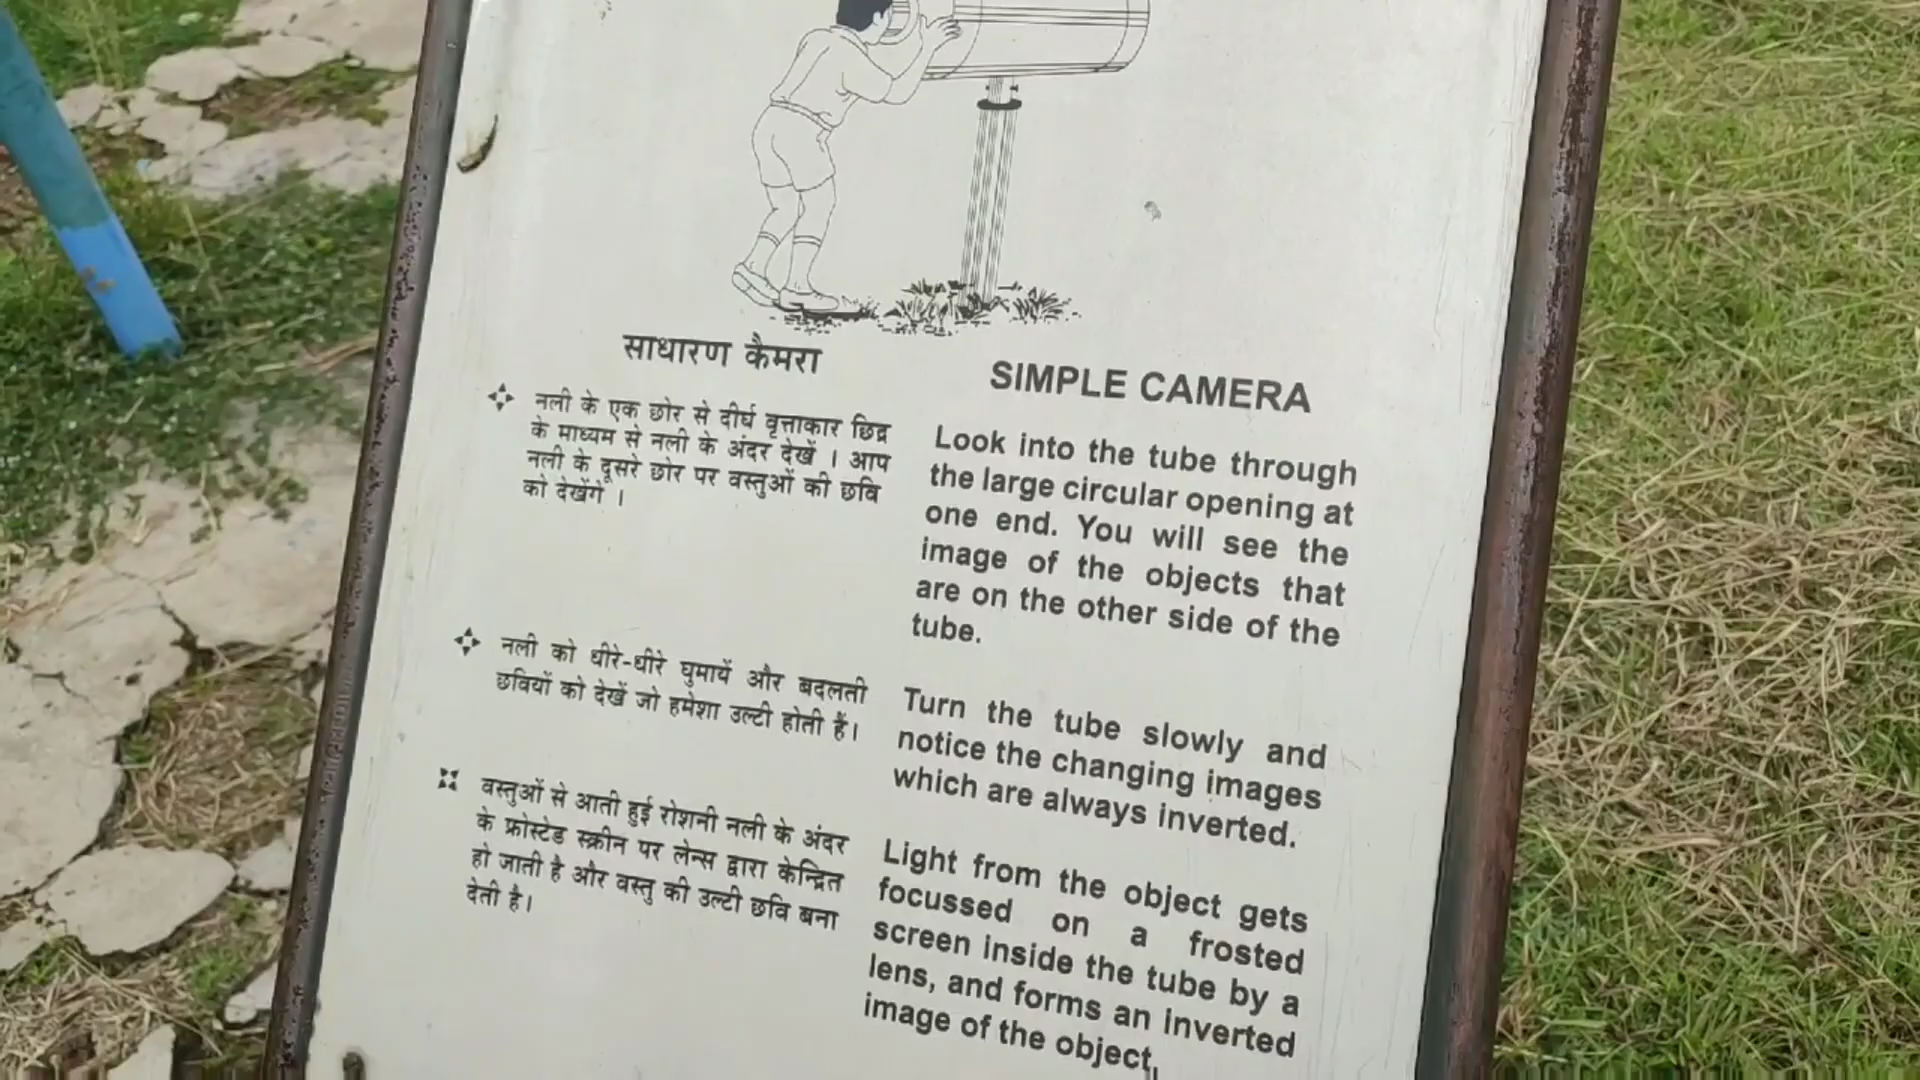 साधारण कैमरा
नली के एक छोर से दीर्घ वृत्ताकार छिद्र
के माध्यम से नली के अंदर देखें । आप
नली के दूसरे छोर पर वस्तुओं की छवि
को देखेंगे ।
नली को धीरे-धीरे घुमायें और बदलती
छवियों को देखें जो हमेशा उल्टी होती हैं।
वस्तुओं से आती हुई रोशनी नली के अंदर
के फ्रोस्टेड स्क्रीन पर लेन्स द्वारा केन्द्रित
हो जाती है और वस्तु की उल्टी छवि बना
देती है।
SIMPLE CAMERA
Look into the tube through
the large circular opening at
one end. You will see the
image of the objects that
are on the other side of the
tube.
Turn the tube slowly and
notice the changing images
which are always inverted.
Light from the object gets
focussed on a frosted
screen inside the tube by a
lens, and forms an inverted
image of the object.